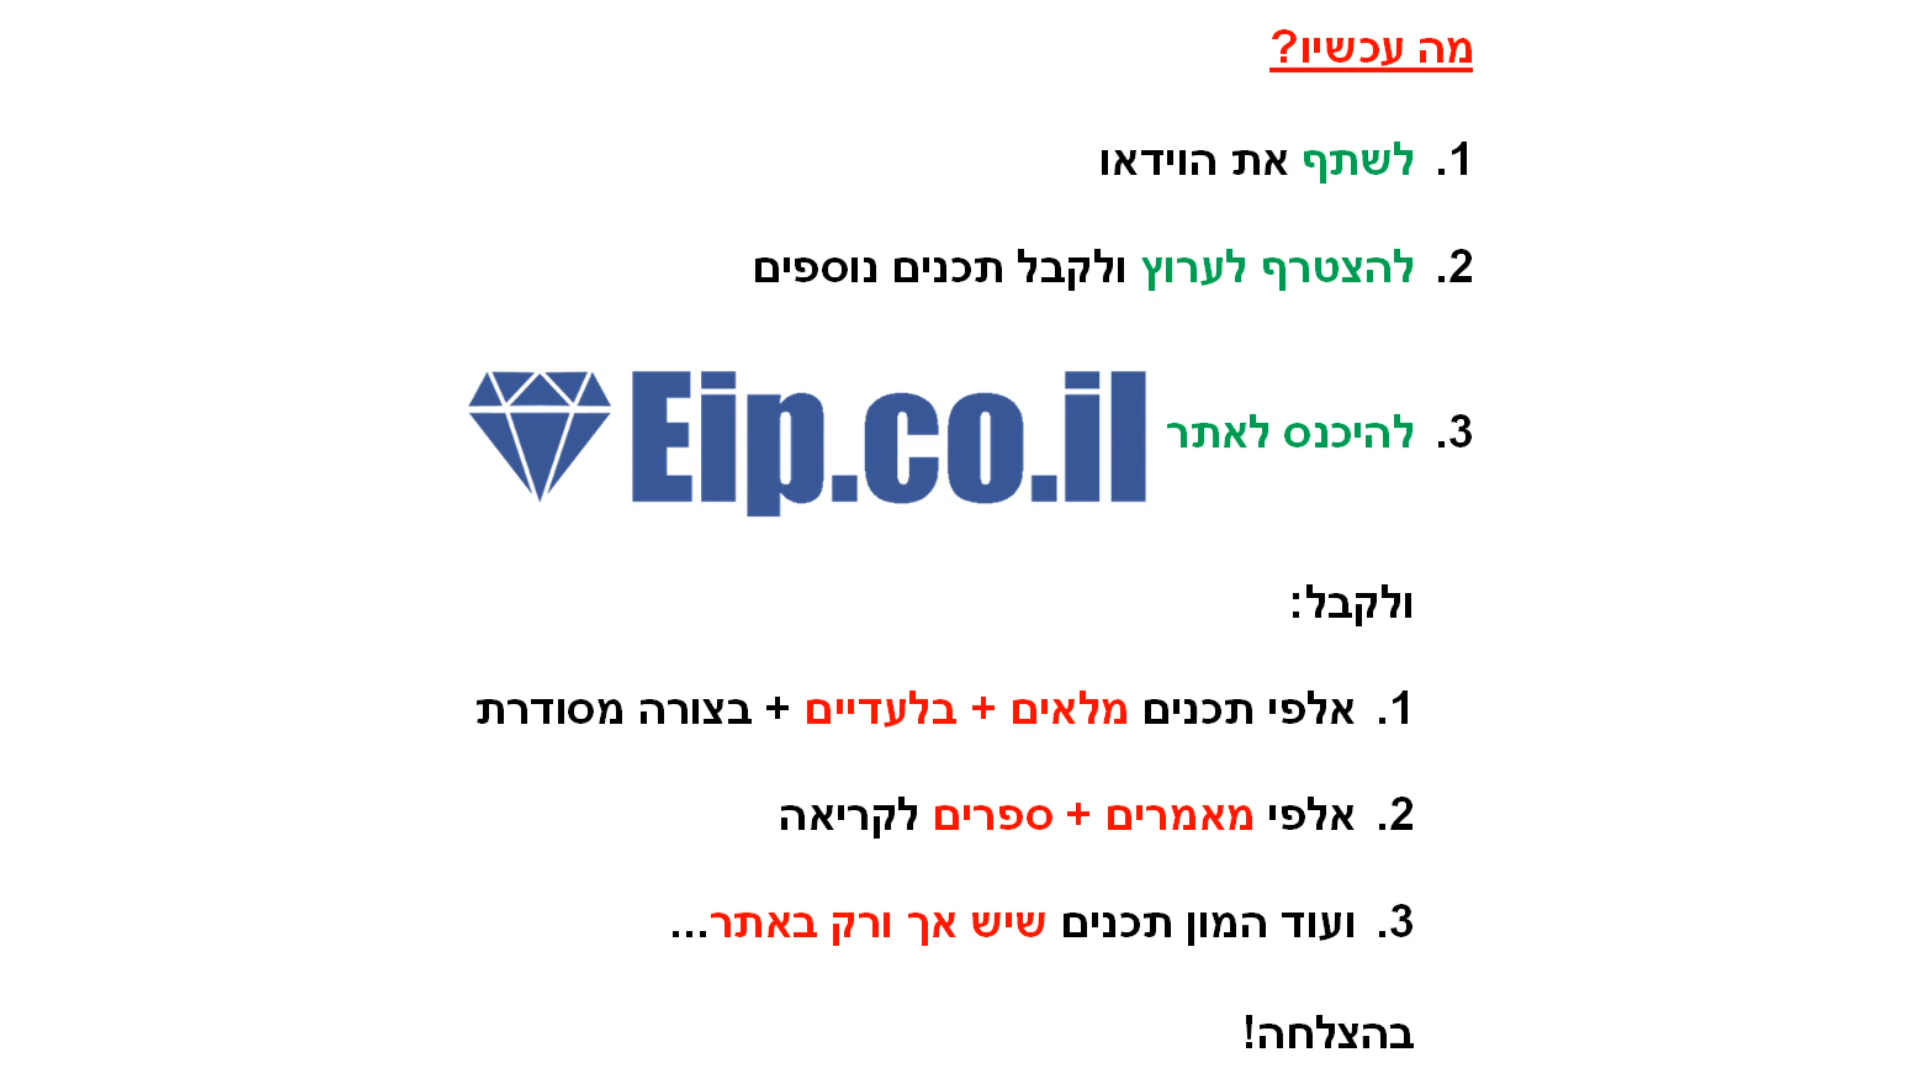 מה עכשיו?
1. לשתף את הוידאו
2. להצטרף לערוץ ולקבל תכנים נוספים
3. להיכנס לאתר Eip.co.il
ולקבל:
1. אלפי תכנים מלאים + בלעדיים + בצורה מסודרת
2. אלפי מאמרים + ספרים לקריאה
3. ועוד המון תכנים שיש אך ורק באתר...
בהצלחה!